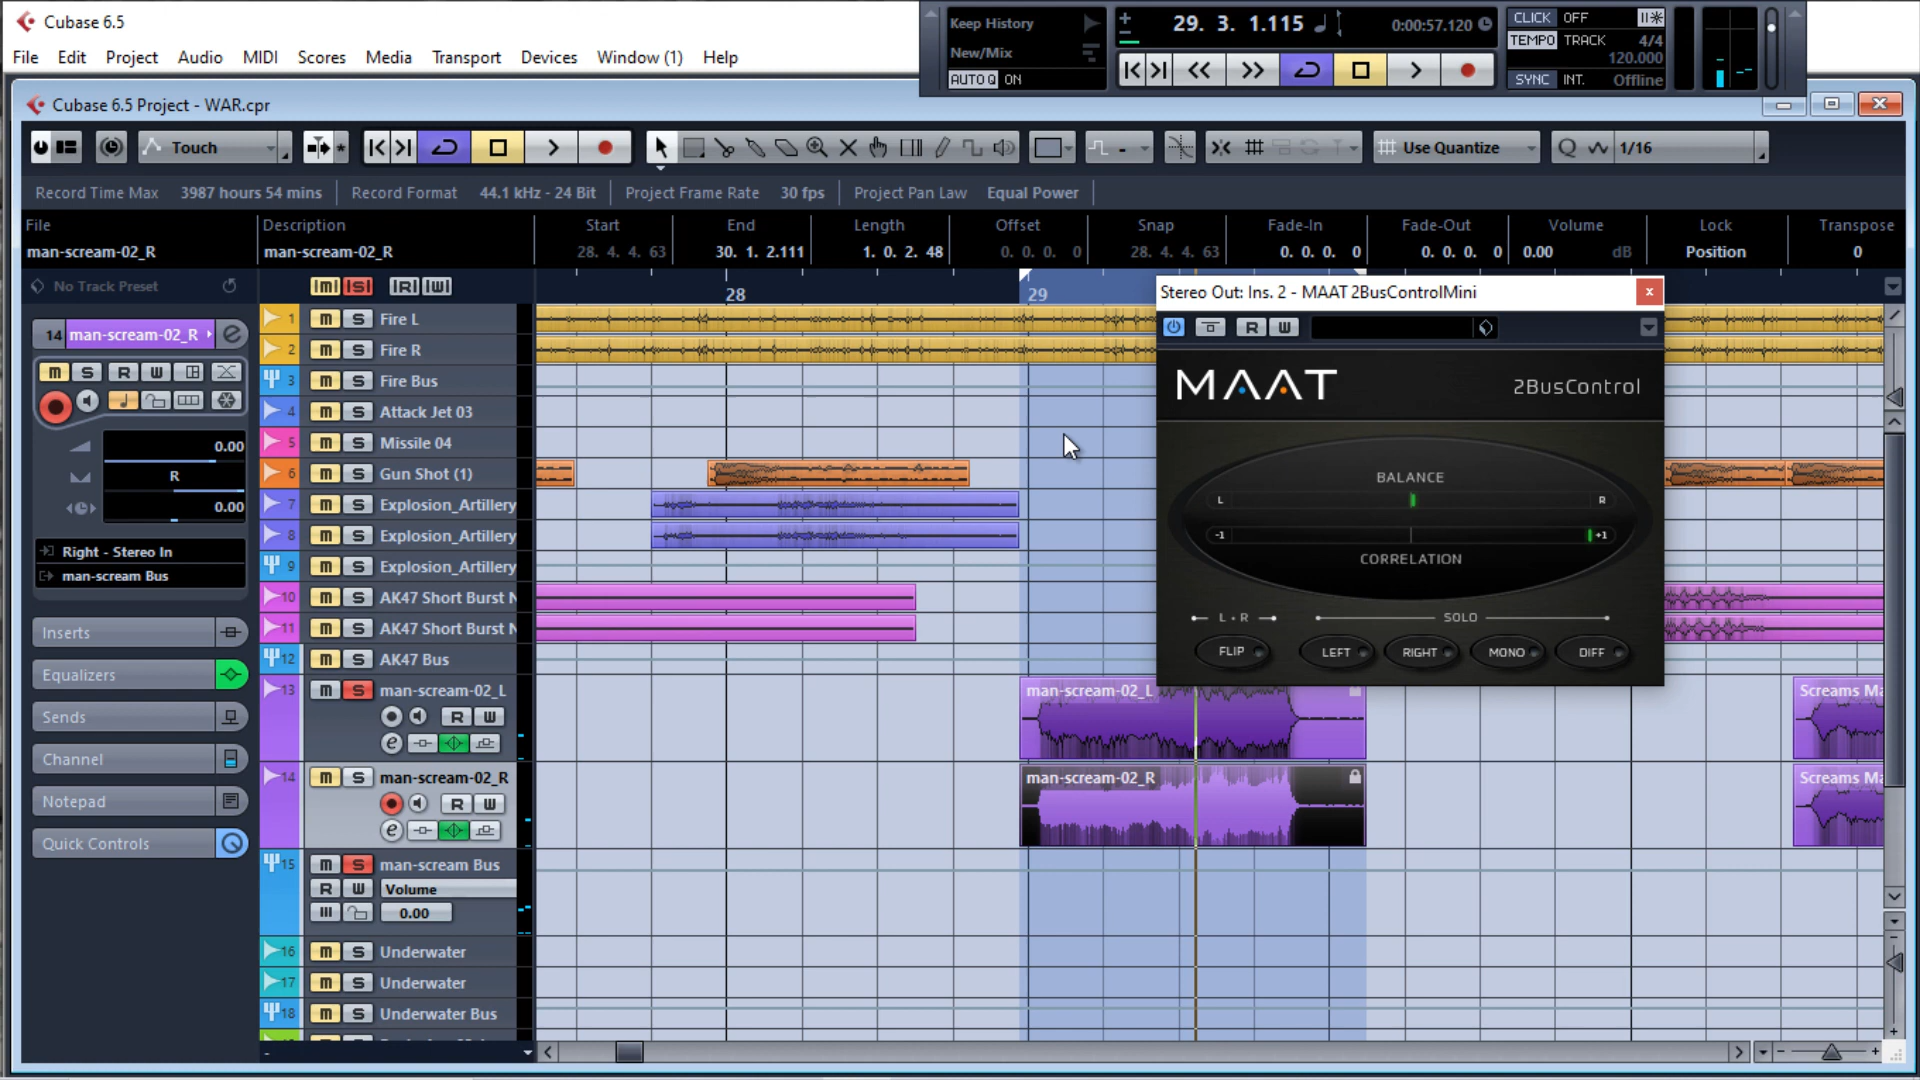 Cubase 6.5
File Edit Project Audio MIDI Scores Media Transport Devices Window (1) Help
Keep History
New/Mix
AUTO Q ON
29. 3. 1.115
0:00:57.120
CLICK OFF
TEMPO TRACK 4/4
120.000
SYNC INT. Offline
Cubase 6.5 Project - WAR.cpr
Touch
Use Quantize
1/16
Record Time Max 3987 hours 54 mins Record Format 44.1 kHz - 24 Bit Project Frame Rate 30 fps Project Pan Law Equal Power
File Description Start End Length Offset Snap Fade-In Fade-Out Volume Lock Transpose
man-scream-02_R man-scream-02_R 28. 4. 4. 63 30. 1. 2.111 1. 0. 2. 48 0. 0. 0. 0 28. 4. 4. 63 0. 0. 0. 0 0. 0. 0. 0 0.00 dB Position 0
No Track Preset
M S R W
28 29
14 man-scream-02_R
m S R W
0.00
R
0.00
Right - Stereo In
man-scream Bus
Inserts
Equalizers
Sends
Channel
Notepad
Quick Controls
1 m S Fire L
2 m S Fire R
3 m S Fire Bus
4 m S Attack Jet 03
5 m S Missile 04
6 m S Gun Shot (1)
7 m S Explosion_Artillery
8 m S Explosion_Artillery
9 m S Explosion_Artillery
10 m S AK47 Short Burst
11 m S AK47 Short Burst
12 m S AK47 Bus
13 m S man-scream-02_L
R W
e
14 m S man-scream-02_R
R W
e
15 m S man-scream Bus
R W Volume
0.00
16 m S Underwater
17 m S Underwater
18 m S Underwater Bus
man-scream-02_L
Screams Ma
man-scream-02_R
Screams Ma
Stereo Out: Ins. 2 - MAAT 2BusControlMini
R W
MAAT
2BusControl
BALANCE
L R
-1 +1
CORRELATION
L + R
SOLO
FLIP LEFT RIGHT MONO DIFF